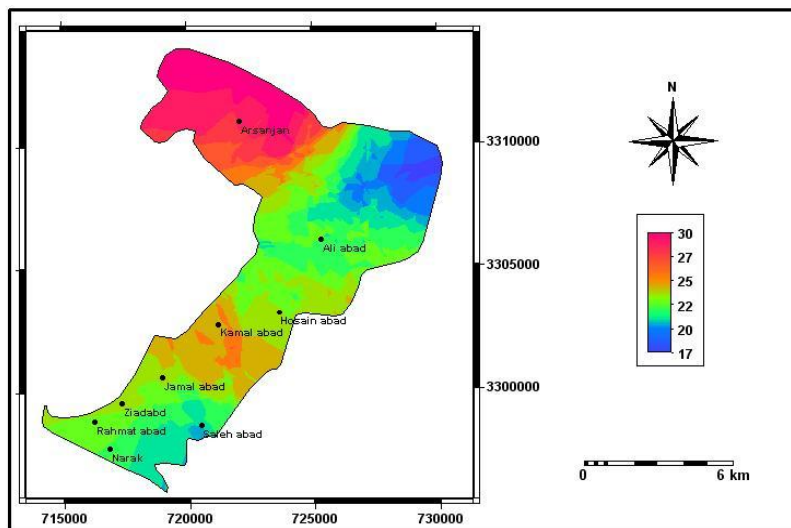 N
Arsanjan
3310000
30
27
25
22
20
17
Ali abad
3305000
Hosain abad
Kamal abad
Jamal abad
3300000
Ziadabd
Rahmat abad
Saleh abad
Narak
0
6 km
715000
720000
725000
730000